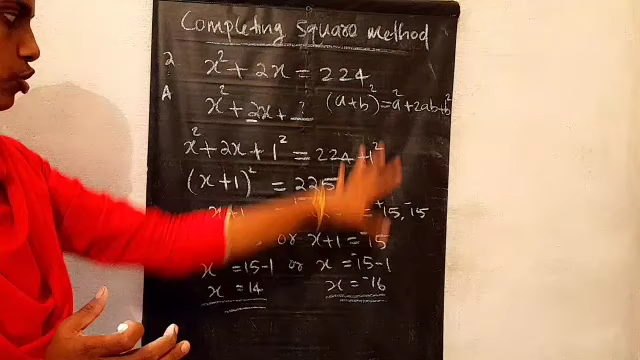 Completing Square method
2 x² + 2x = 224
A x² + 2x + ? (a+b)² = a² + 2ab + b²
x² + 2x + 1² = 224 + 1²
(x+1)² = 225
x+1 = ⁺15, ⁻15
or x+1 = ⁻15
x = 15-1 or x = ⁻15-1
x = 14 x = ⁻16